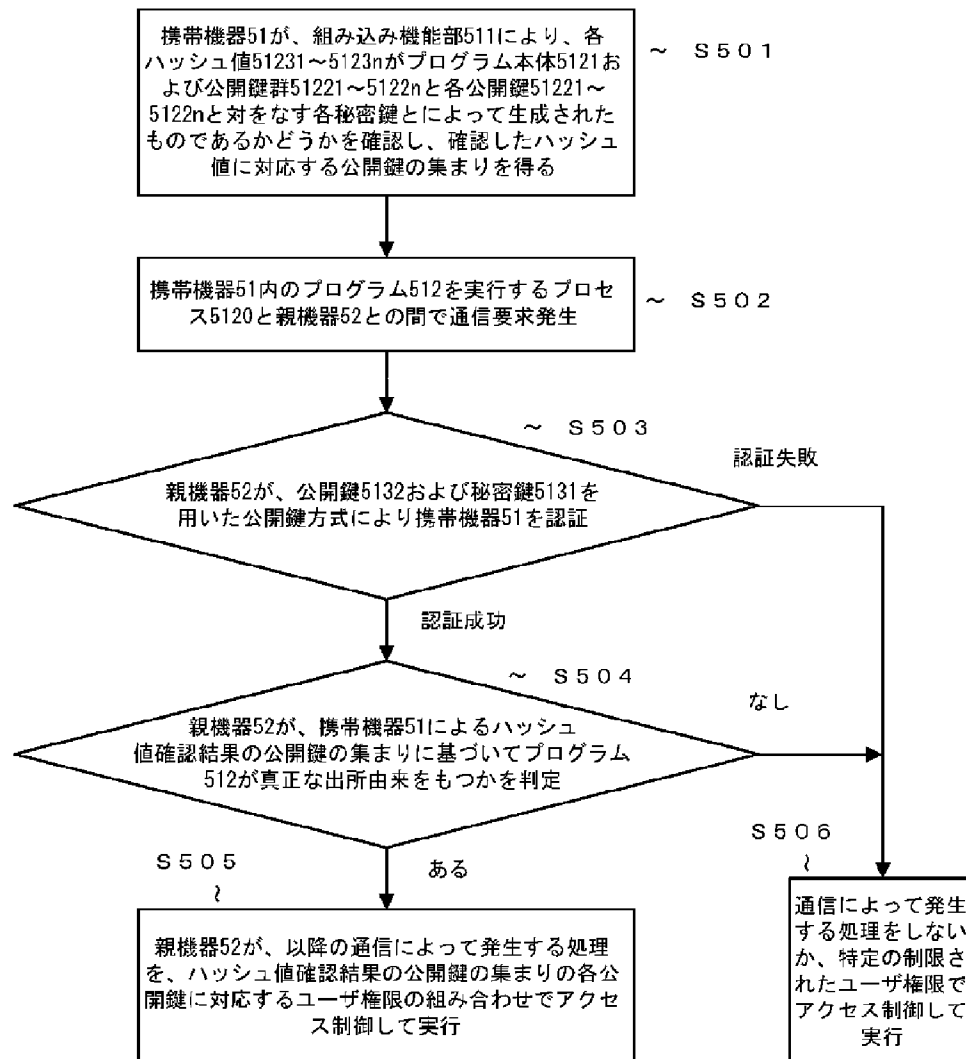 携帯機器51が、組み込み機能部511により、各
ハッシュ値51231～5123nがプログラム本体5121お
よび公開鍵群51221～5122nと各公開鍵51221～
5122nと対をなす各秘密鍵とによって生成された
ものであるかどうかを確認し、確認したハッシュ
値に対応する公開鍵の集まりを得る
～ S501
携帯機器51内のプログラム512を実行するプロセ
ス5120と親機器52との間で通信要求発生
～ S502
～ S503
認証失敗
親機器52が、公開鍵5132および秘密鍵5131を
用いた公開鍵方式により携帯機器51を認証
認証成功
～ S504
なし
親機器52が、携帯機器51によるハッシュ
値確認結果の公開鍵の集まりに基づいてプログラム
512が真正な出所由来をもつかを判定
S505
～
ある
S506
～
親機器52が、以降の通信によって発生する処理
を、ハッシュ値確認結果の公開鍵の集まりの各公
開鍵に対応するユーザ権限の組み合わせでアクセ
ス制御して実行
通信によって発生
する処理をしない
か、特定の制限さ
れたユーザ権限で
アクセス制御して
実行